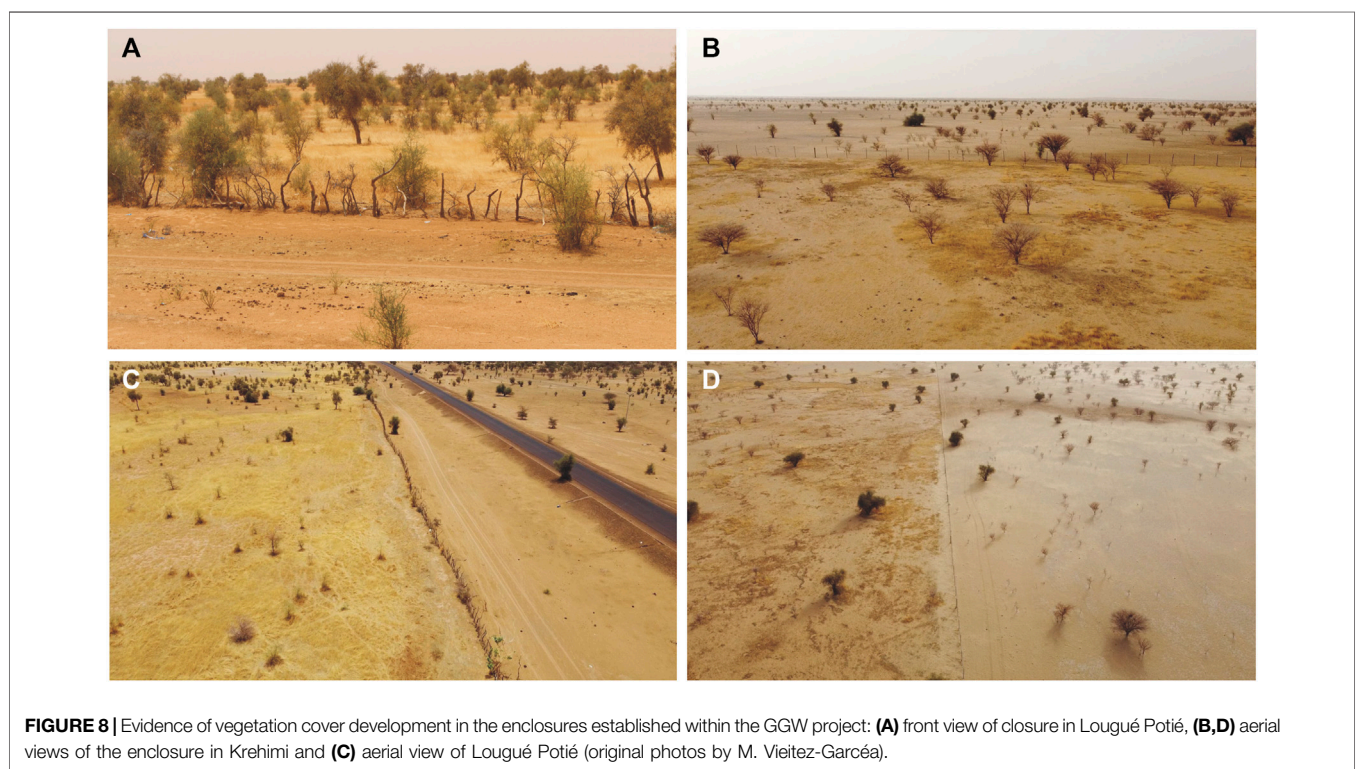 A
B
C
D
FIGURE 8 | Evidence of vegetation cover development in the enclosures established within the GGW project: (A) front view of closure in Lougué Potié, (B,D) aerial
views of the enclosure in Krehimi and (C) aerial view of Lougué Potié (original photos by M. Vieitez-Garcéa).